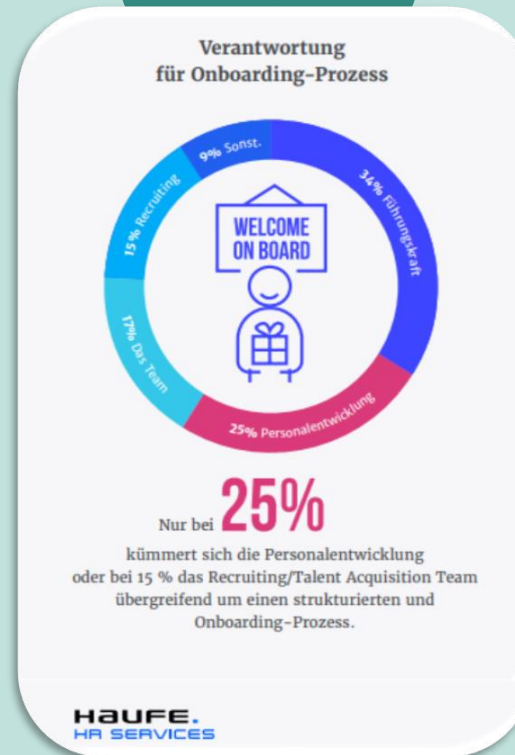 Verantwortung
für Onboarding-Prozess
9% Sonst.
34% Führungskraft
15% Recruiting
WELCOME
ON BOARD
17% Das Team
25% Personalentwicklung
Nur bei 25%
kümmert sich die Personalentwicklung
oder bei 15 % das Recruiting/Talent Acquisition Team
übergreifend um einen strukturierten und
Onboarding-Prozess.
HAUFE.
HR SERVICES